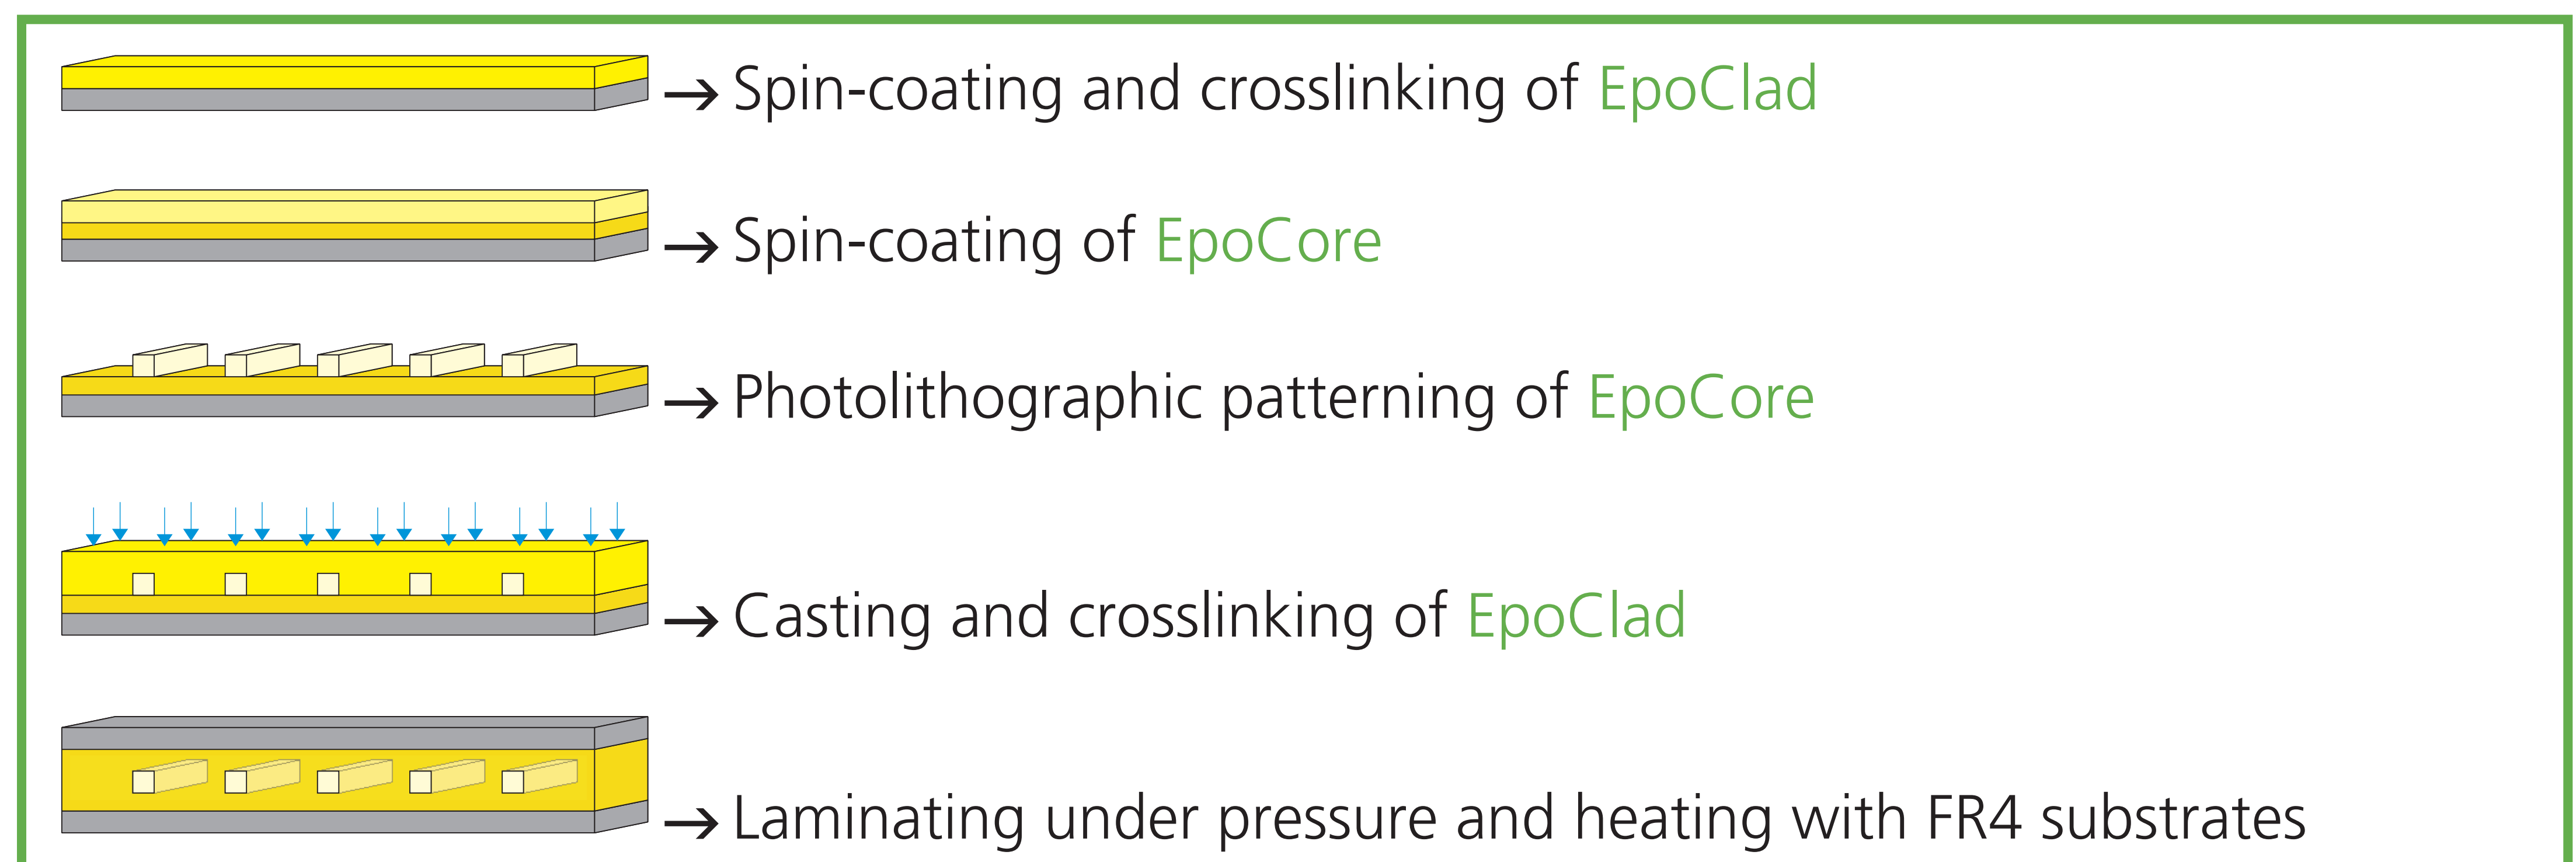 → Spin-coating and crosslinking of EpoClad
→ Spin-coating of EpoCore
→ Photolithographic patterning of EpoCore
→ Casting and crosslinking of EpoClad
→ Laminating under pressure and heating with FR4 substrates